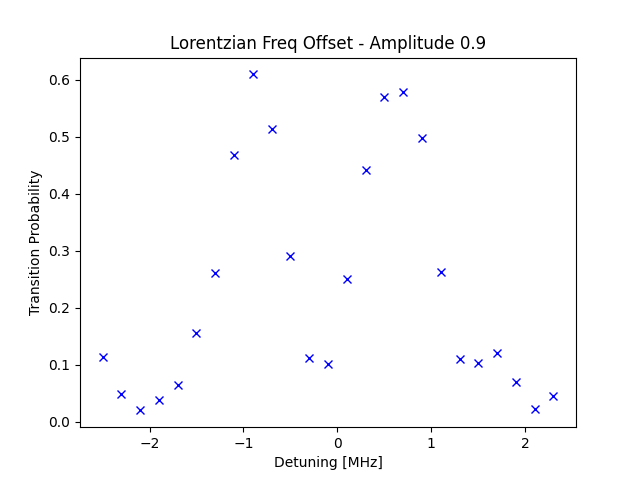 Lorentzian Freq Offset - Amplitude 0.9
Transition Probability
0.6
0.5
0.4
0.3
0.2
0.1
0.0
−2 −1 0 1 2
Detuning [MHz]